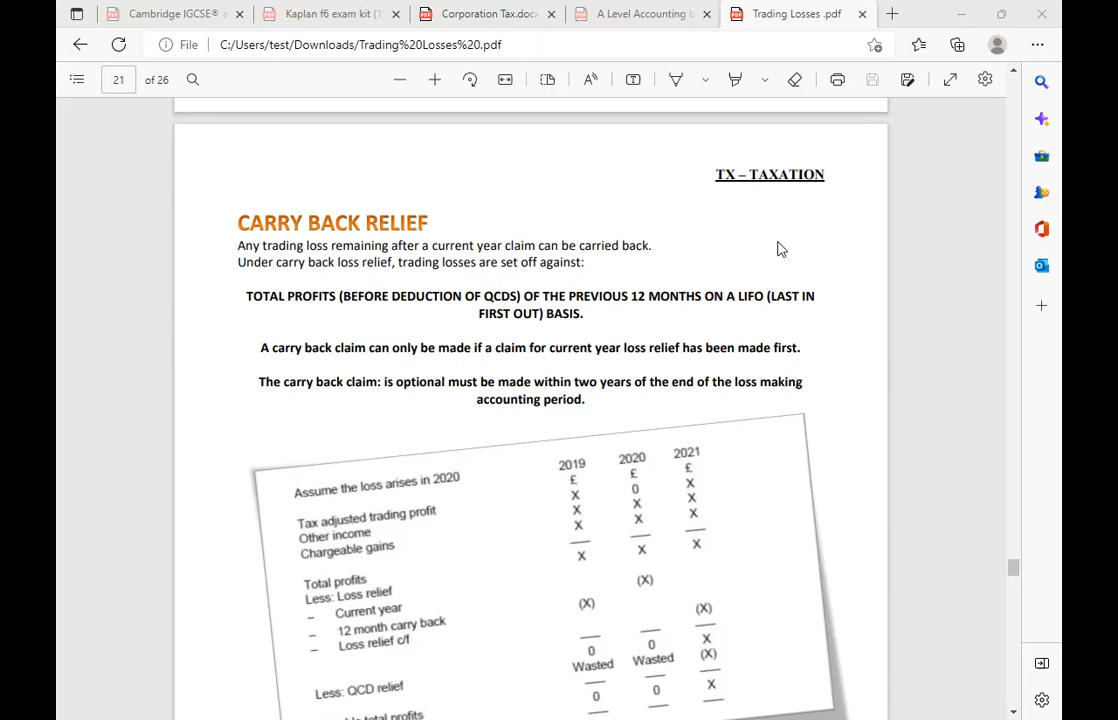 Cambridge IGCSE®
Kaplan f6 exam kit (1
Corporation Tax.docx
A Level Accounting b
Trading Losses .pdf
File
C:/Users/test/Downloads/Trading%20Losses%20.pdf
21 of 26
TX – TAXATION
CARRY BACK RELIEF
Any trading loss remaining after a current year claim can be carried back.
Under carry back loss relief, trading losses are set off against:
TOTAL PROFITS (BEFORE DEDUCTION OF QCDS) OF THE PREVIOUS 12 MONTHS ON A LIFO (LAST IN
FIRST OUT) BASIS.
A carry back claim can only be made if a claim for current year loss relief has been made first.
The carry back claim: is optional must be made within two years of the end of the loss making
accounting period.
2019 2020 2021
Assume the loss arises in 2020 £ £ £
Tax adjusted trading profit X 0 X
Other income X X X
Chargeable gains X X X
Total profits X X X
Less: Loss relief
– Current year (X)
– 12 month carry back (X)
– Loss relief c/f (X)
0 0 X
Less: QCD relief Wasted Wasted (X)
0 0 X
total profits